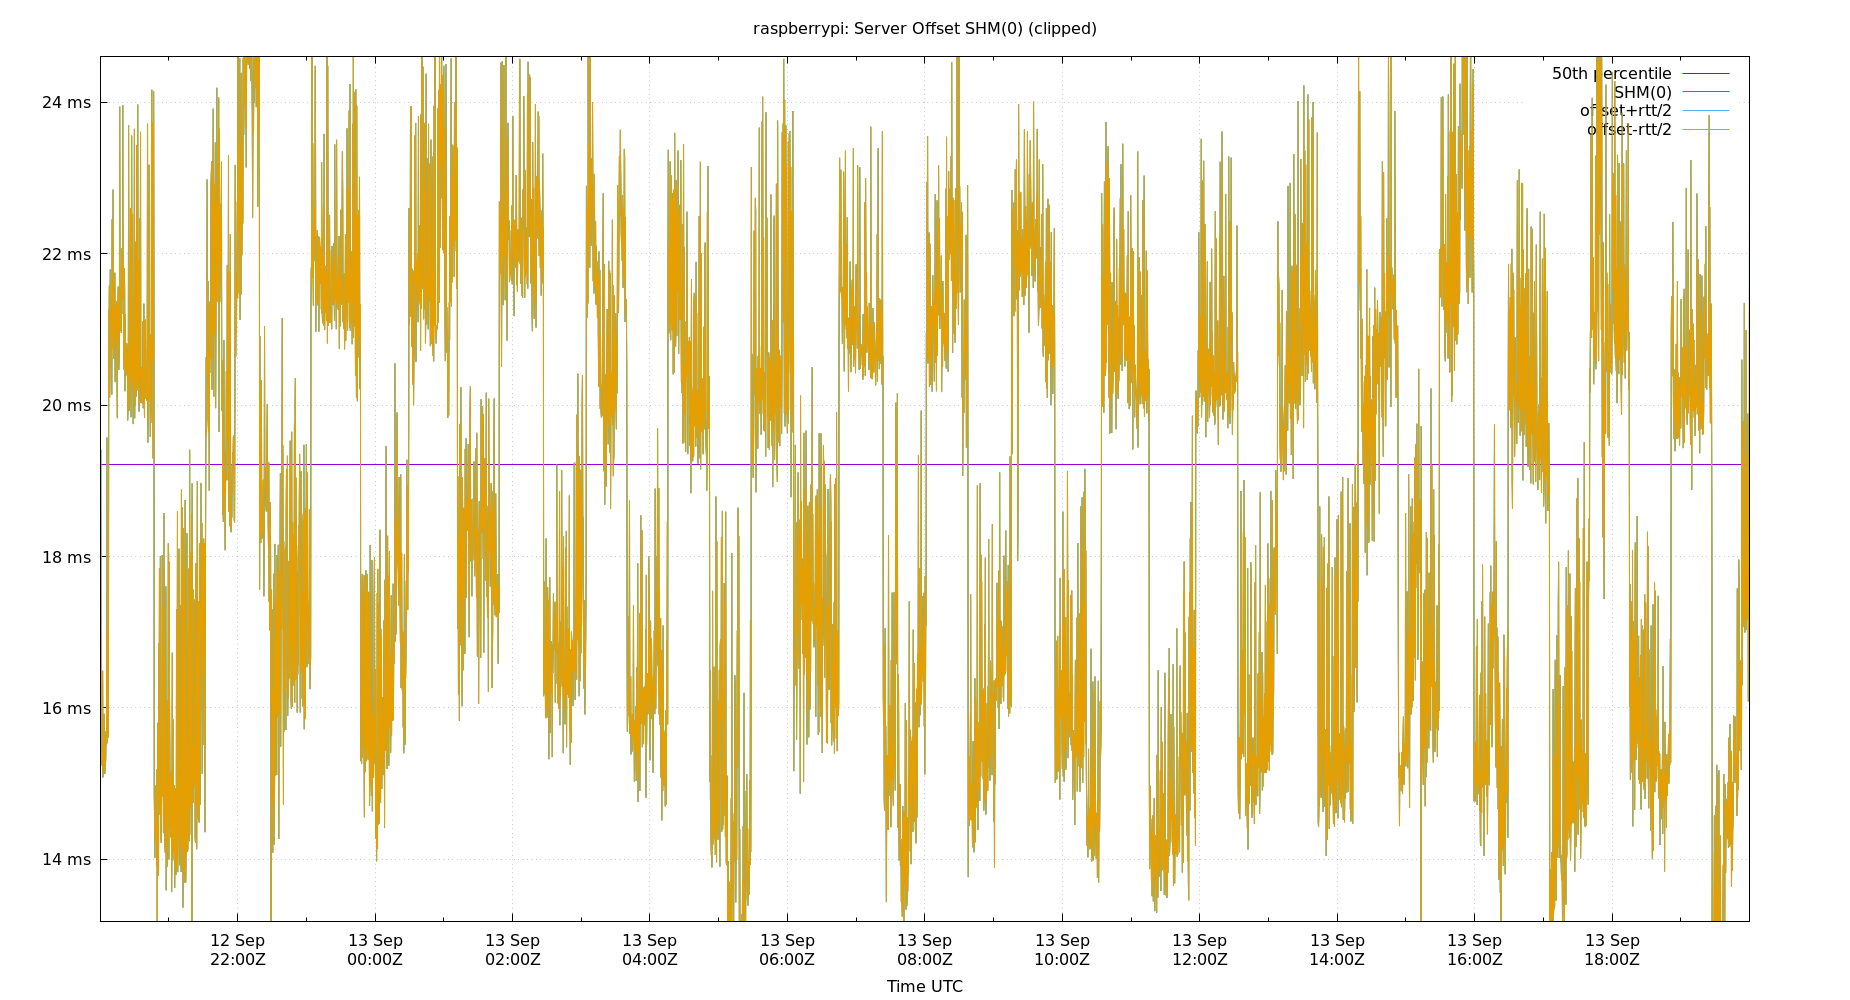 raspberrypi: Server Offset SHM(0) (clipped)
50th percentile
SHM(0)
offset+rtt/2
offset-rtt/2
24 ms
22 ms
20 ms
18 ms
16 ms
14 ms
12 Sep 13 Sep 13 Sep 13 Sep 13 Sep 13 Sep 13 Sep 13 Sep 13 Sep 13 Sep 13 Sep
22:00Z 00:00Z 02:00Z 04:00Z 06:00Z 08:00Z 10:00Z 12:00Z 14:00Z 16:00Z 18:00Z
Time UTC